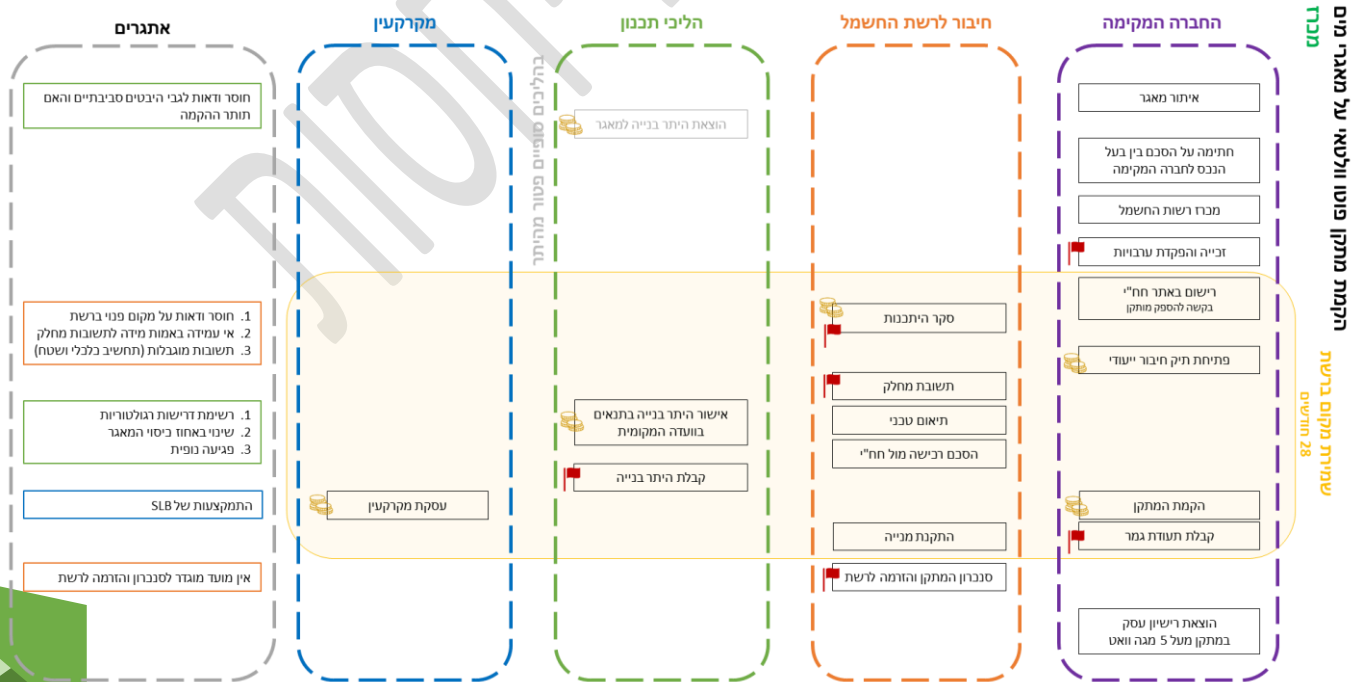 הקמת מתקן פוטו וולטאי על מאגרי מים
מכרז
החברה המקימה
איתור מאגר
חתימה על הסכם בין בעל
הנכס לחברה המקימה
מכרז רשות החשמל
זכייה והפקדת ערבויות
רישום באתר חח"י
בקשה להספק מותקן
פתיחת תיק חיבור ייעודי
הקמת המתקן
קבלת תעודת גמר
הוצאת רישיון עסק
במתקן מעל 5 מגה וואט
שמירת מקום ברשת
28 חודשים
חיבור לרשת החשמל
סקר היתכנות
תשובת מחלק
תיאום טכני
הסכם רכישה מול חח"י
התקנת מנייה
סנכרון המתקן והזרמה לרשת
הליכי תכנון
הוצאת היתר בנייה למאגר
אישור היתר בנייה בתנאים
בוועדה המקומית
קבלת היתר בנייה
בהליכים סופיים פטור מהיתר
מקרקעין
עסקת מקרקעין
אתגרים
חוסר ודאות לגבי היבטים סביבתיים והאם
תותר ההקמה
1. חוסר ודאות על מקום פנוי ברשת
2. אי עמידה באמות מידה לתשובות מחלק
3. תשובות מוגבלות (תחשיב כלכלי ושטח)
1. רשימת דרישות רגולטוריות
2. שינוי באחוז כיסוי המאגר
3. פגיעה נופית
התמקצעות של SLB
אין מועד מוגדר לסנכרון והזרמה לרשת